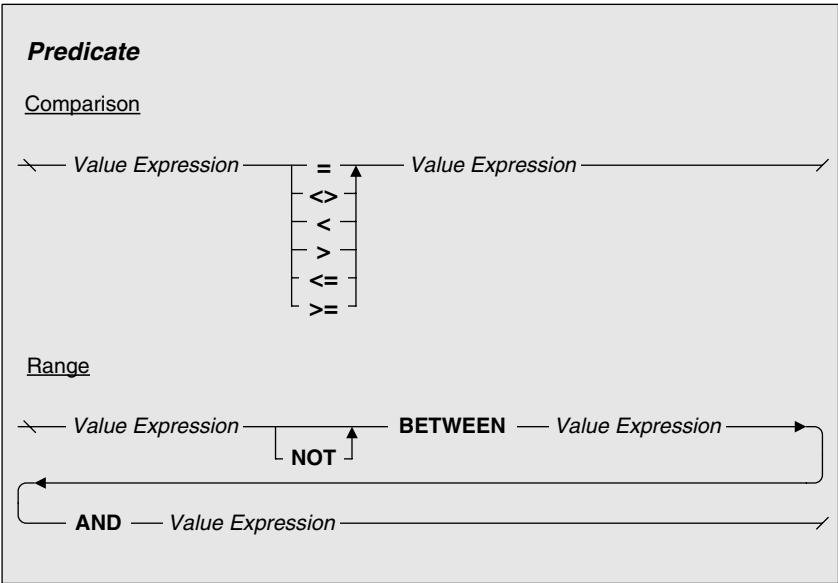 Predicate
Comparison
Value Expression = Value Expression
<>
<
>
<=
>=
Range
Value Expression BETWEEN Value Expression
NOT
AND Value Expression